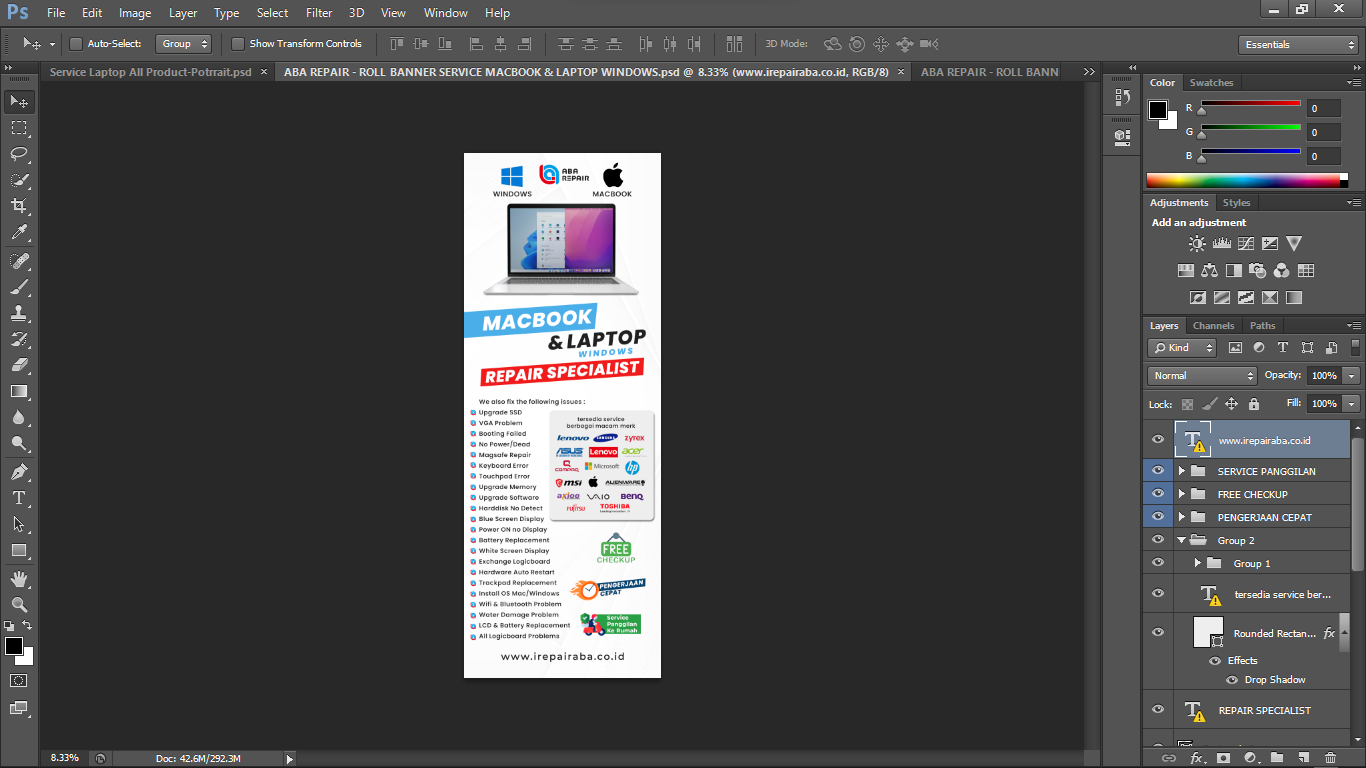 Ps File Edit Image Layer Type Select Filter 3D View Window Help
Auto-Select: Group Show Transform Controls 3D Mode: Essentials
Service Laptop All Product-Potrrait.psd × ABA REPAIR - ROLL BANNER SERVICE MACBOOK & LAPTOP WINDOWS.psd @ 8.33% (www.irepairaba.co.id, RGB/8) × ABA REPAIR - ROLL BANN
ABA
REPAIR
WINDOWS MACBOOK
MACBOOK
& LAPTOP
WINDOWS
REPAIR SPECIALIST
We also fix the following issues :
Upgrade SSD
VGA Problem
Booting Failed
No Power/Dead
Magsafe Repair
Keyboard Error
Touchpad Error
Upgrade Memory
Upgrade Software
Harddisk No Detect
Blue Screen Display
Power ON no Display
Battery Replacement
White Screen Display
Exchange Logicboard
Hardware Auto Restart
Trackpad Replacement
Install OS Mac/Windows
Wifi & Bluetooth Problem
Water Damage Problem
LCD & Battery Replacement
All Logicboard Problems
tersedia service
berbagai macam merk
lenovo SAMSUNG zyrex
ASUS Lenovo acer
compaq Microsoft hp
msi ALIENWARE
axioo VAIO BenQ
FUJITSU TOSHIBA
FREE
CHECKUP
PENGERJAAN
CEPAT
Service
Panggilan
Ke Rumah
www.irepairaba.co.id
8.33% Doc: 42.6M/292.3M
Color Swatches
R 0
G 0
B 0
Adjustments Styles
Add an adjustment
Layers Channels Paths
Kind
Normal Opacity: 100%
Lock: Fill: 100%
www.irepairaba.co.id
SERVICE PANGGILAN
FREE CHECKUP
PENGERJAAN CEPAT
Group 2
Group 1
tersedia service ber...
Rounded Rectan... fx
Effects
Drop Shadow
REPAIR SPECIALIST